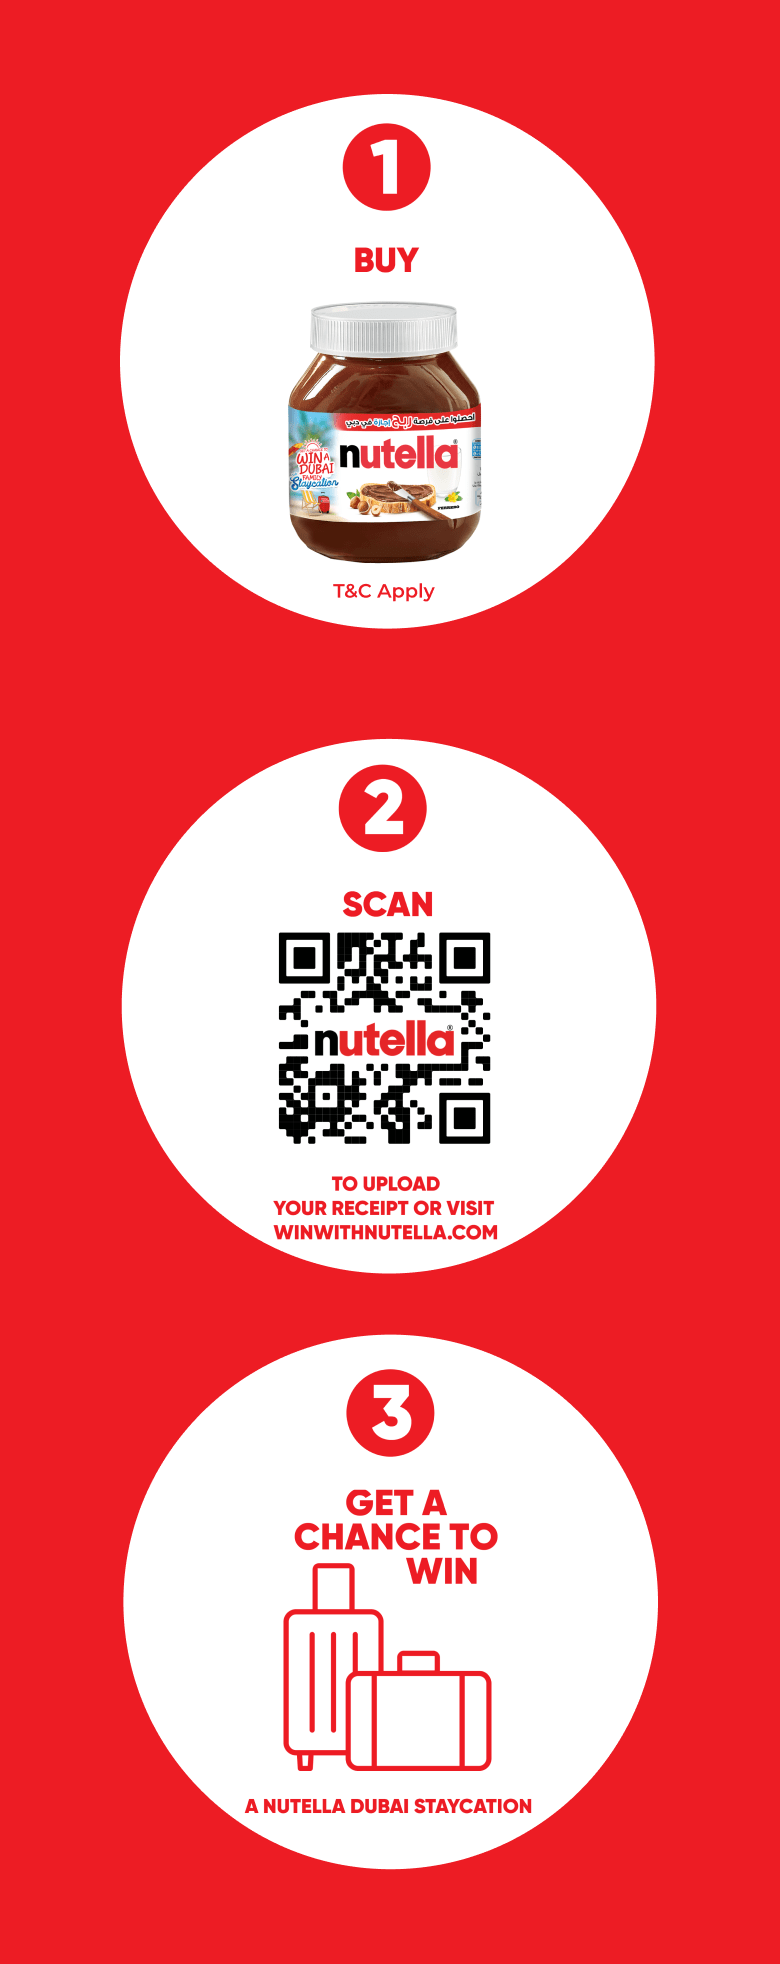 1
BUY
احصلوا على فرصة ربح إجازة في دبي
WIN A
DUBAI
FAMILY
Staycation
nutella
FERRERO
T&C Apply
2
SCAN
nutella®
TO UPLOAD
YOUR RECEIPT OR VISIT
WINWITHNUTELLA.COM
3
GET A
CHANCE TO
WIN
A NUTELLA DUBAI STAYCATION